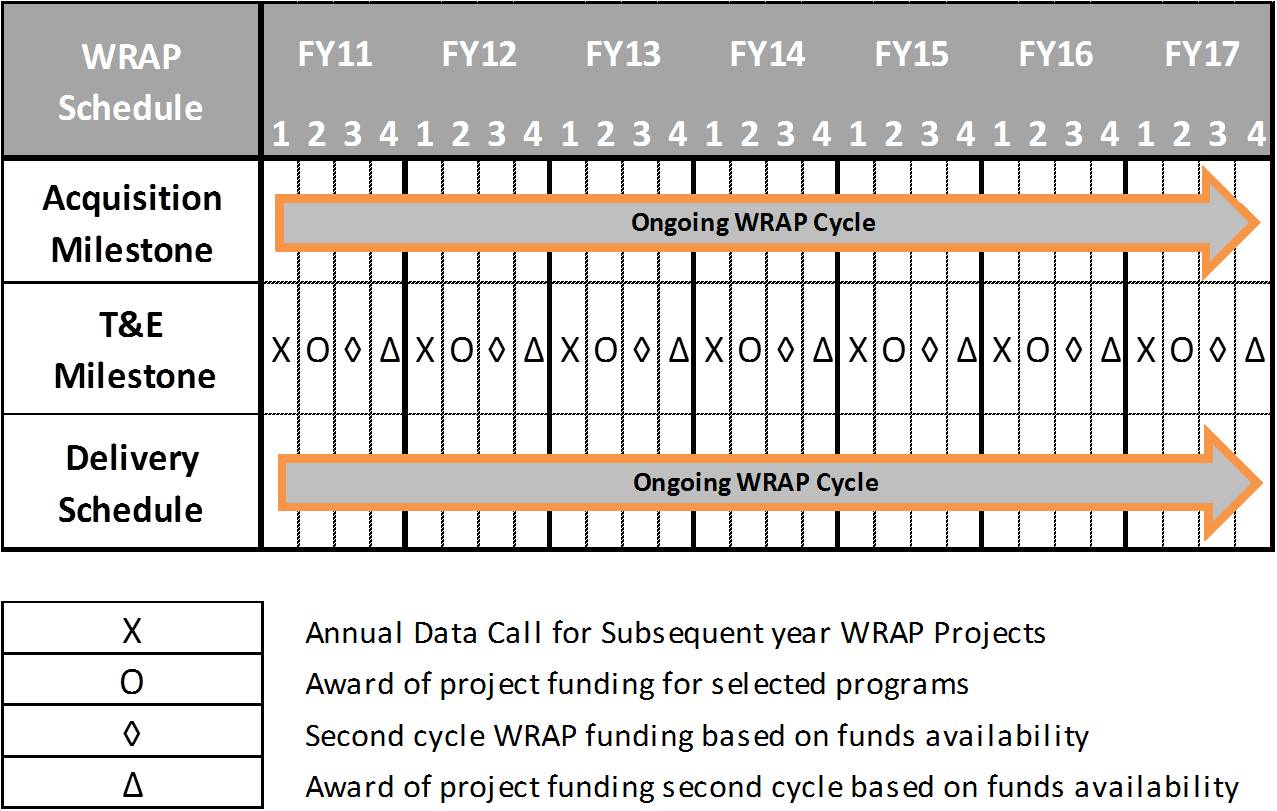 WRAP
Schedule
FY11 FY12 FY13 FY14 FY15 FY16 FY17
1 2 3 4 1 2 3 4 1 2 3 4 1 2 3 4 1 2 3 4 1 2 3 4 1 2 3 4
Acquisition
Milestone
Ongoing WRAP Cycle
T&E
Milestone
X O ◊ Δ X O ◊ Δ X O ◊ Δ X O ◊ Δ X O ◊ Δ X O ◊ Δ X O ◊ Δ
Delivery
Schedule
Ongoing WRAP Cycle
X Annual Data Call for Subsequent year WRAP Projects
O Award of project funding for selected programs
◊ Second cycle WRAP funding based on funds availability
Δ Award of project funding second cycle based on funds availability